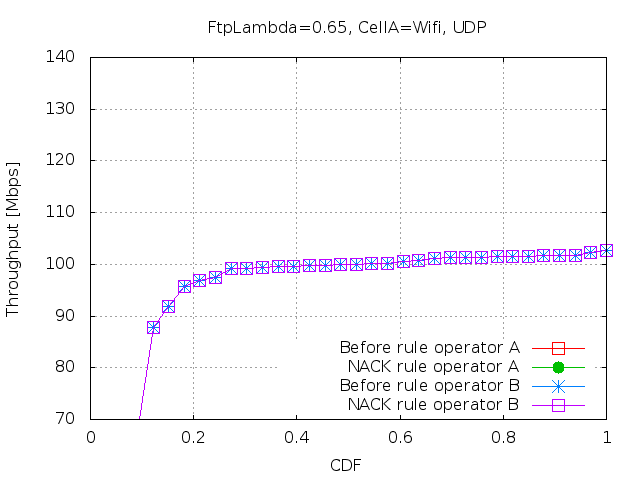 FtpLambda=0.65, CellA=Wifi, UDP
140
130
120
110
100
90
80
70
Throughput [Mbps]
Before rule operator A
NACK rule operator A
Before rule operator B
NACK rule operator B
0 0.2 0.4 0.6 0.8 1
CDF